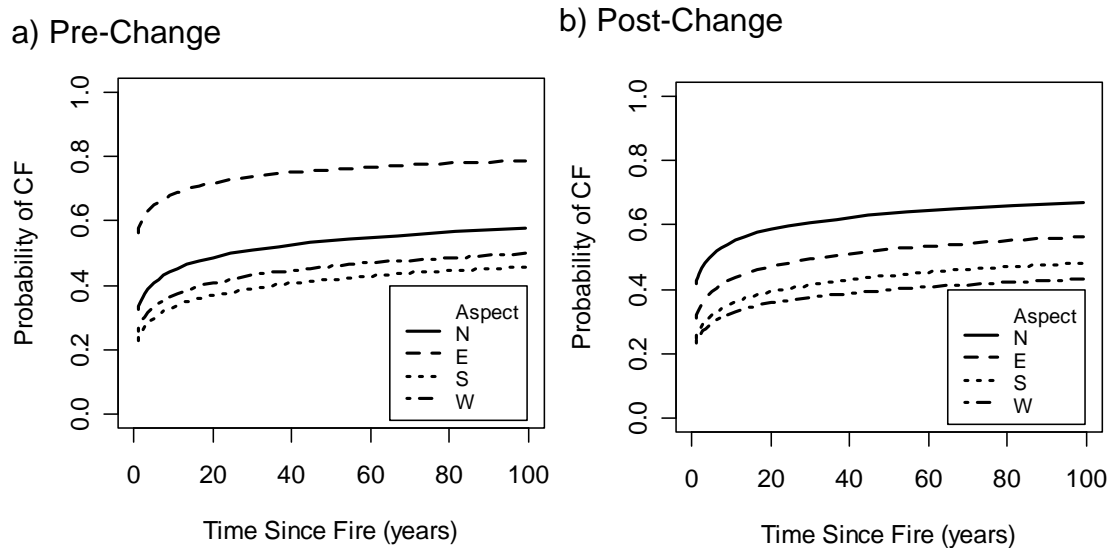 a) Pre-Change
Probability of CF
1.0
0.8
0.6
0.4
0.2
0.0
Aspect
N
E
S
W
0 20 40 60 80 100
Time Since Fire (years)
b) Post-Change
Probability of CF
1.0
0.8
0.6
0.4
0.2
0.0
Aspect
N
E
S
W
0 20 40 60 80 100
Time Since Fire (years)